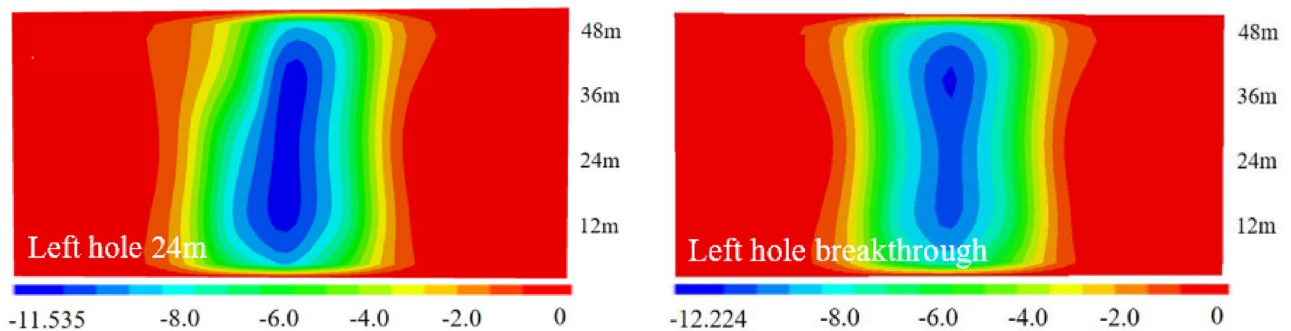 48m
36m
24m
12m
Left hole 24m
-11.535 -8.0 -6.0 -4.0 -2.0 0
48m
36m
24m
12m
Left hole breakthrough
-12.224 -8.0 -6.0 -4.0 -2.0 0